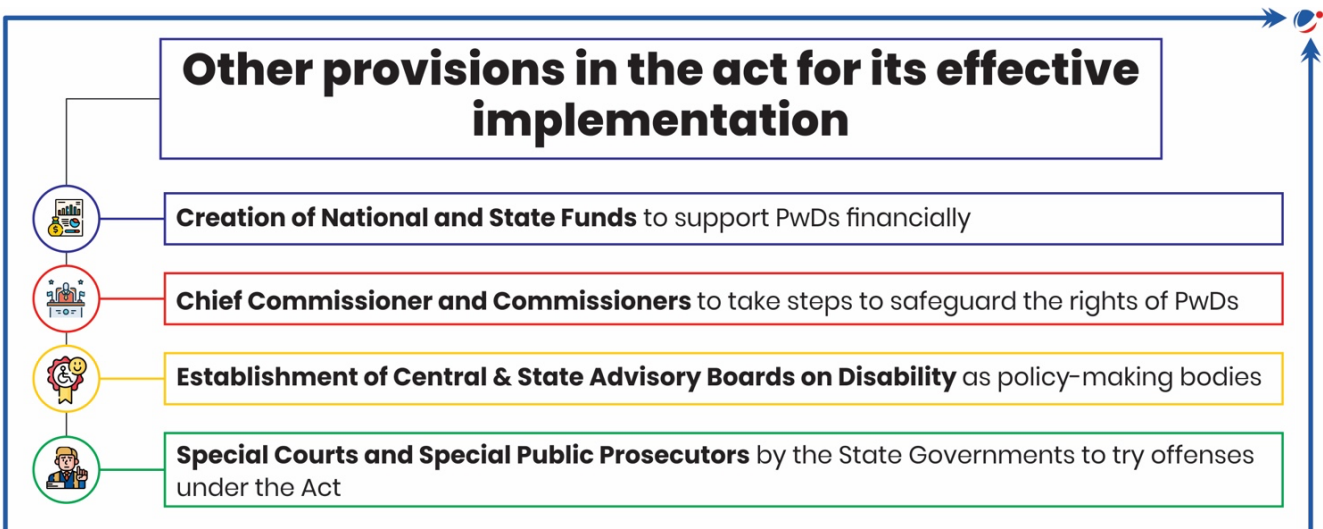 Other provisions in the act for its effective
implementation
Creation of National and State Funds to support PwDs financially
Chief Commissioner and Commissioners to take steps to safeguard the rights of PwDs
Establishment of Central & State Advisory Boards on Disability as policy-making bodies
Special Courts and Special Public Prosecutors by the State Governments to try offenses
under the Act